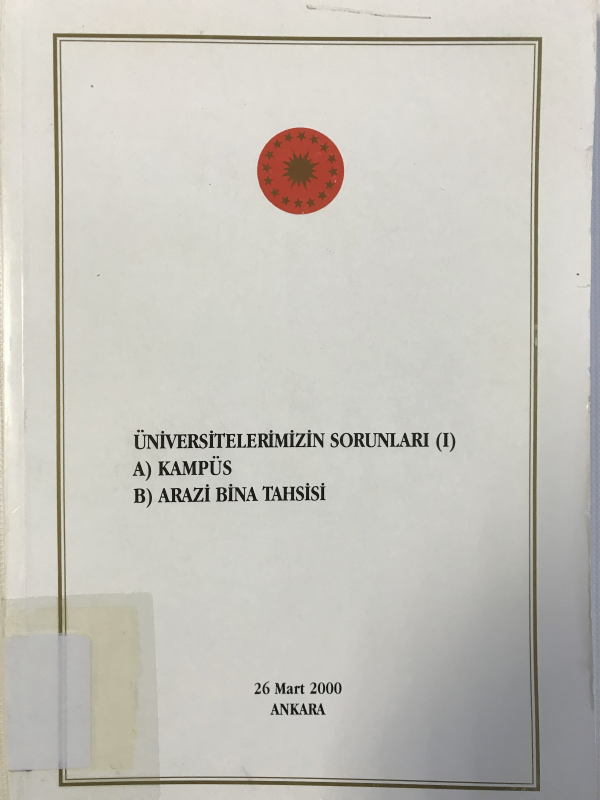 ÜNİVERSİTELERİMİZİN SORUNLARI (I)
A) KAMPÜS
B) ARAZİ BİNA TAHSİSİ
26 Mart 2000
ANKARA